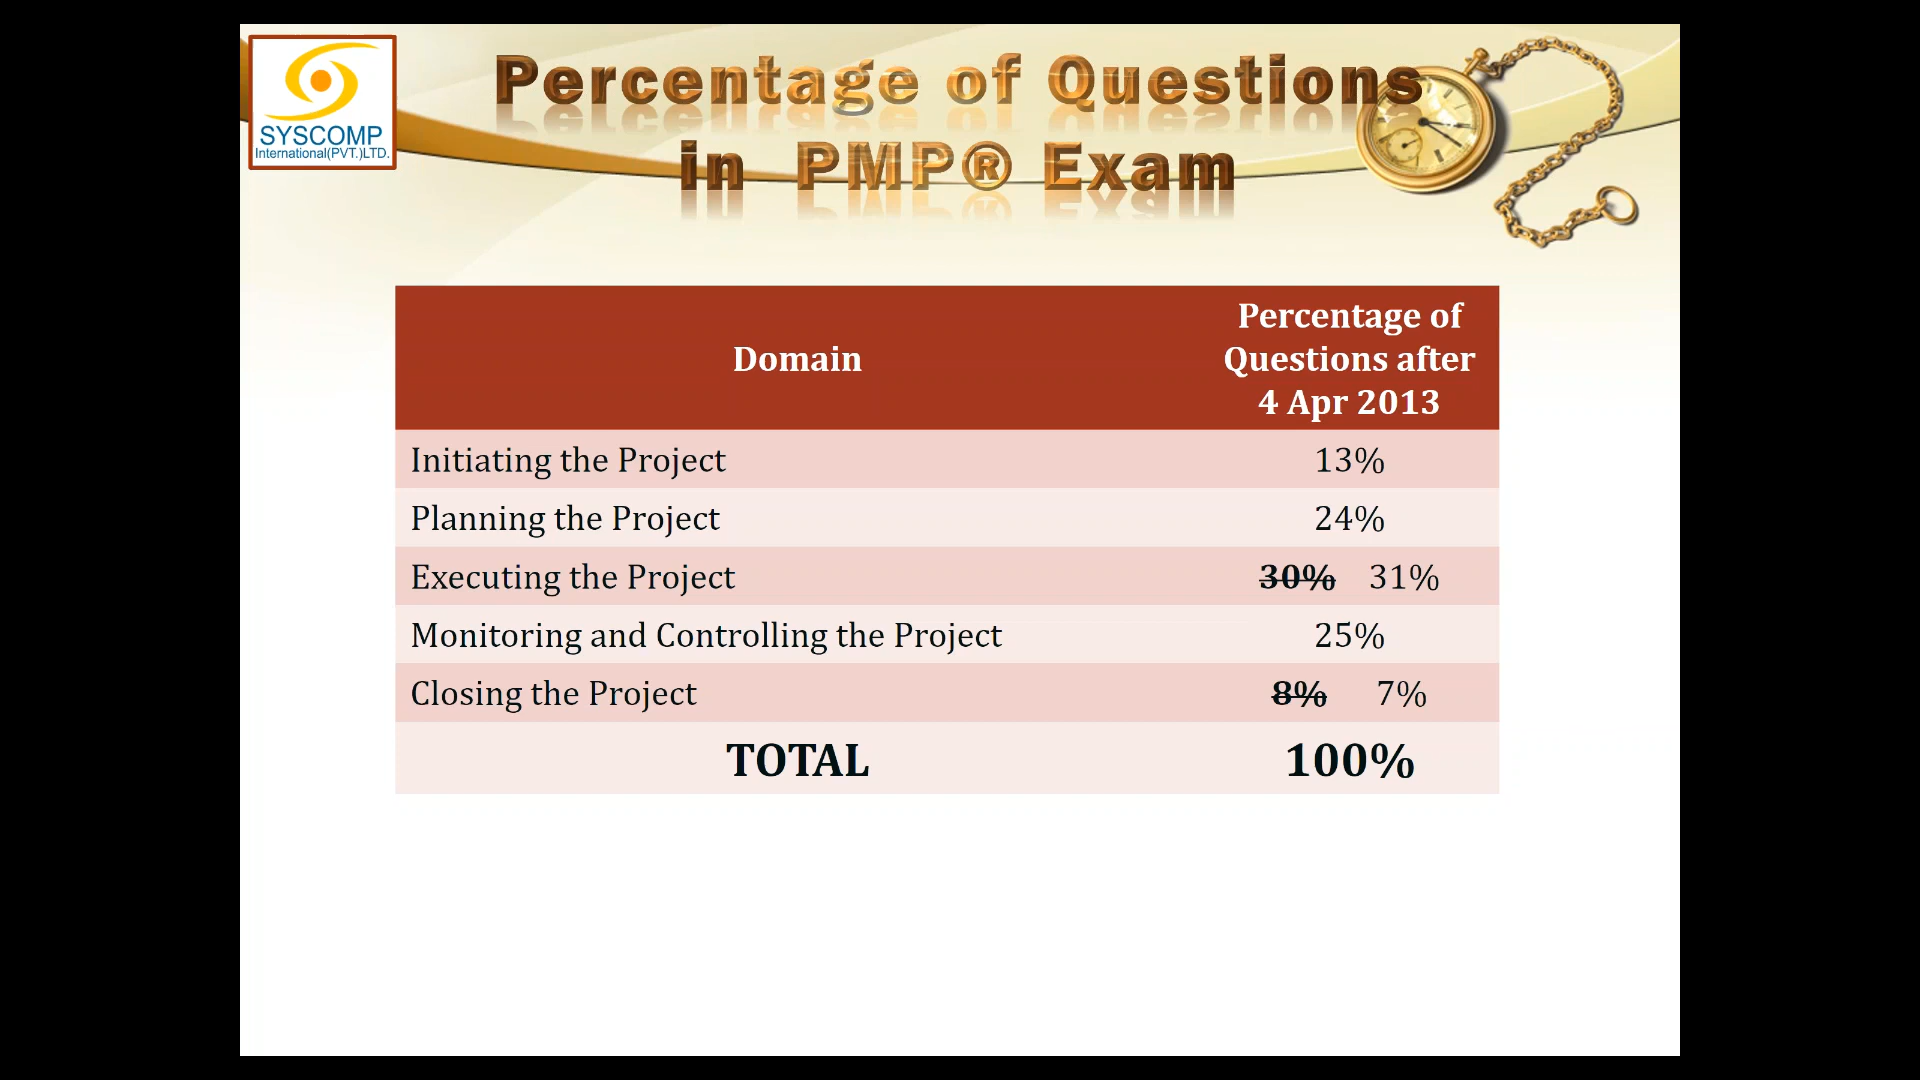 SYSCOMP
International(PVT.)LTD.
Percentage of Questions
in PMP® Exam
Domain
Percentage of
Questions after
4 Apr 2013
Initiating the Project 13%
Planning the Project 24%
Executing the Project 30% 31%
Monitoring and Controlling the Project 25%
Closing the Project 8% 7%
TOTAL 100%